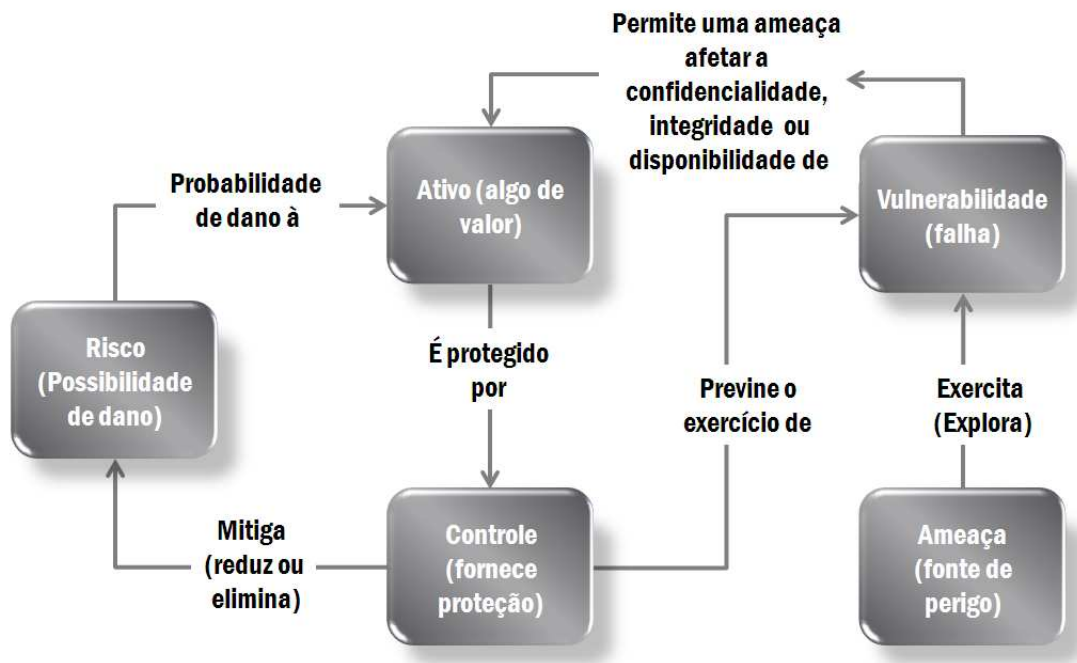 Permite uma ameaça
afetar a
confidencialidade,
integridade ou
disponibilidade de
Probabilidade
de dano à
Ativo (algo de
valor)
Vulnerabilidade
(falha)
Risco
(Possibilidade
de dano)
É protegido
por
Previne o
exercício de
Exercita
(Explora)
Mitiga
(reduz ou
elimina)
Controle
(fornece
proteção)
Ameaça
(fonte de
perigo)